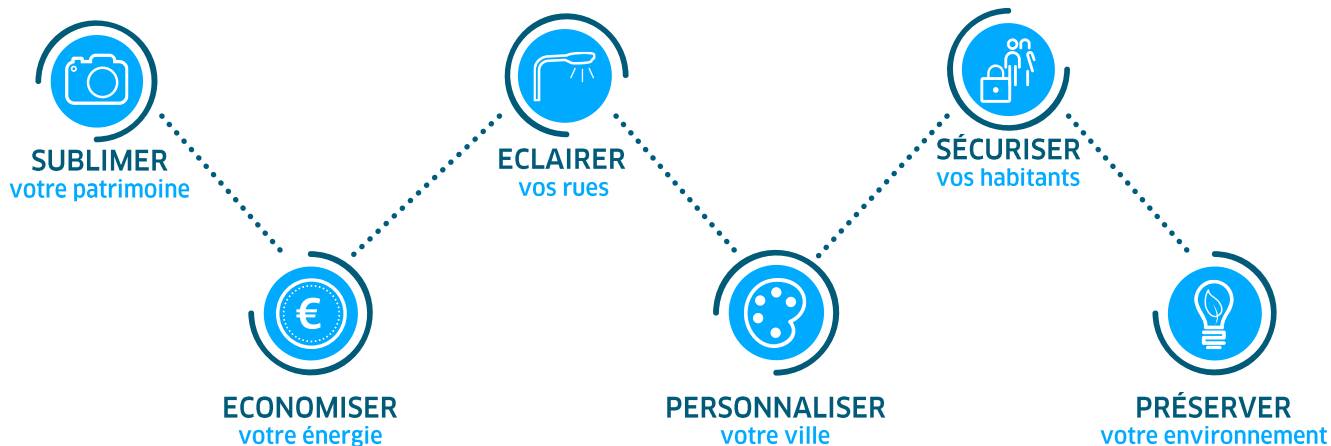 SUBLIMER
votre patrimoine
€
ECONOMISER
votre énergie
ECLAIRER
vos rues
PERSONNALISER
votre ville
SÉCURISER
vos habitants
PRÉSERVER
votre environnement